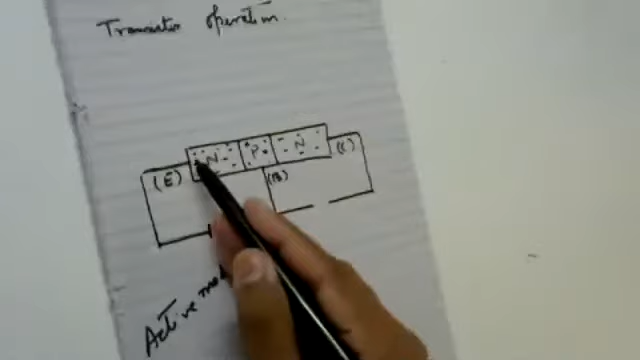 Transistor operation.
N P N
(E) (B) (C)
Active